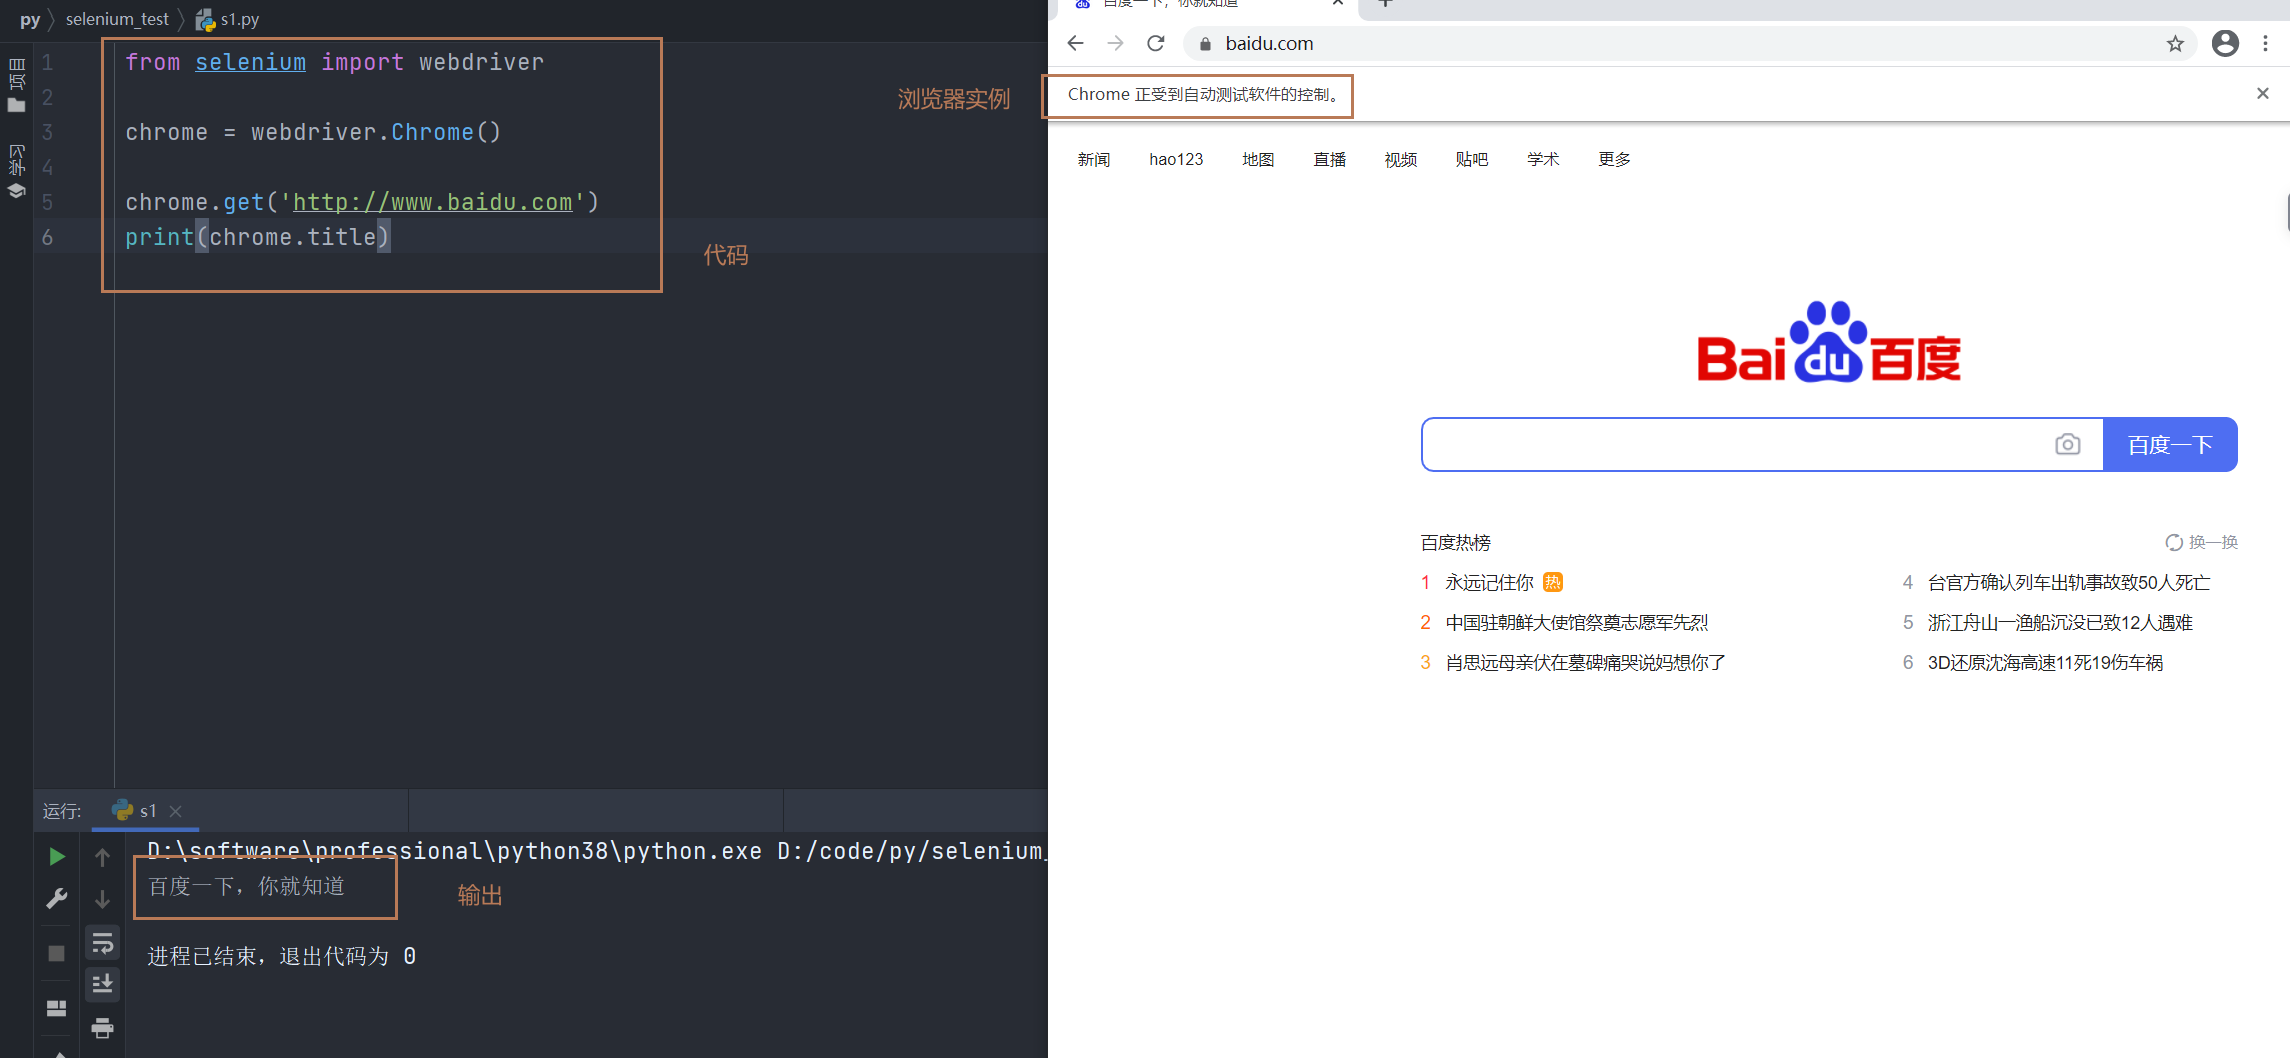 py selenium_test s1.py
项目
学习
1 from selenium import webdriver
2
3 chrome = webdriver.Chrome()
4
5 chrome.get('http://www.baidu.com')
6 print(chrome.title)
浏览器实例
代码
运行: s1
D:\software\professional\python38\python.exe D:/code/py/selenium_
百度一下，你就知道
输出
进程已结束，退出代码为 0
百度一下，你就知道
baidu.com
Chrome 正受到自动测试软件的控制。
新闻 hao123 地图 直播 视频 贴吧 学术 更多
Bai du 百度
百度一下
百度热榜 换一换
1 永远记住你 热
2 中国驻朝鲜大使馆祭奠志愿军先烈
3 肖思远母亲伏在墓碑痛哭说妈想你了
4 台官方确认列车出轨事故致50人死亡
5 浙江舟山一渔船沉没已致12人遇难
6 3D还原沈海高速11死19伤车祸